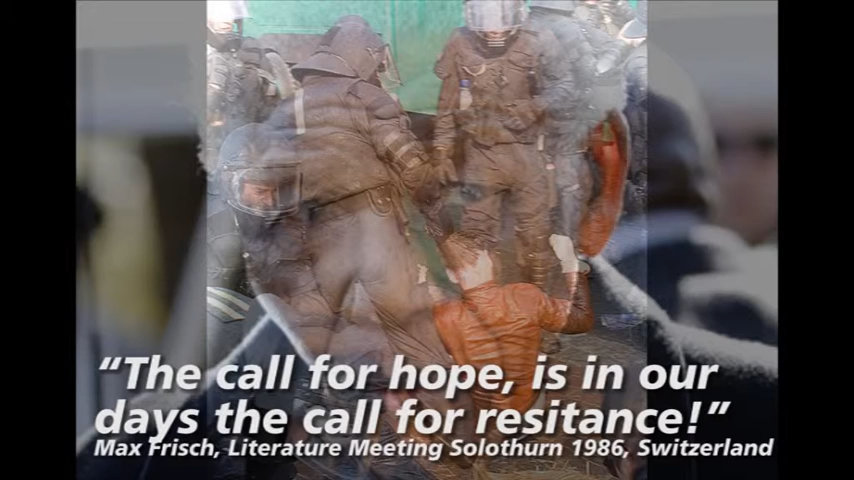 “The call for hope, is in our
days the call for resitance!”
Max Frisch, Literature Meeting Solothurn 1986, Switzerland